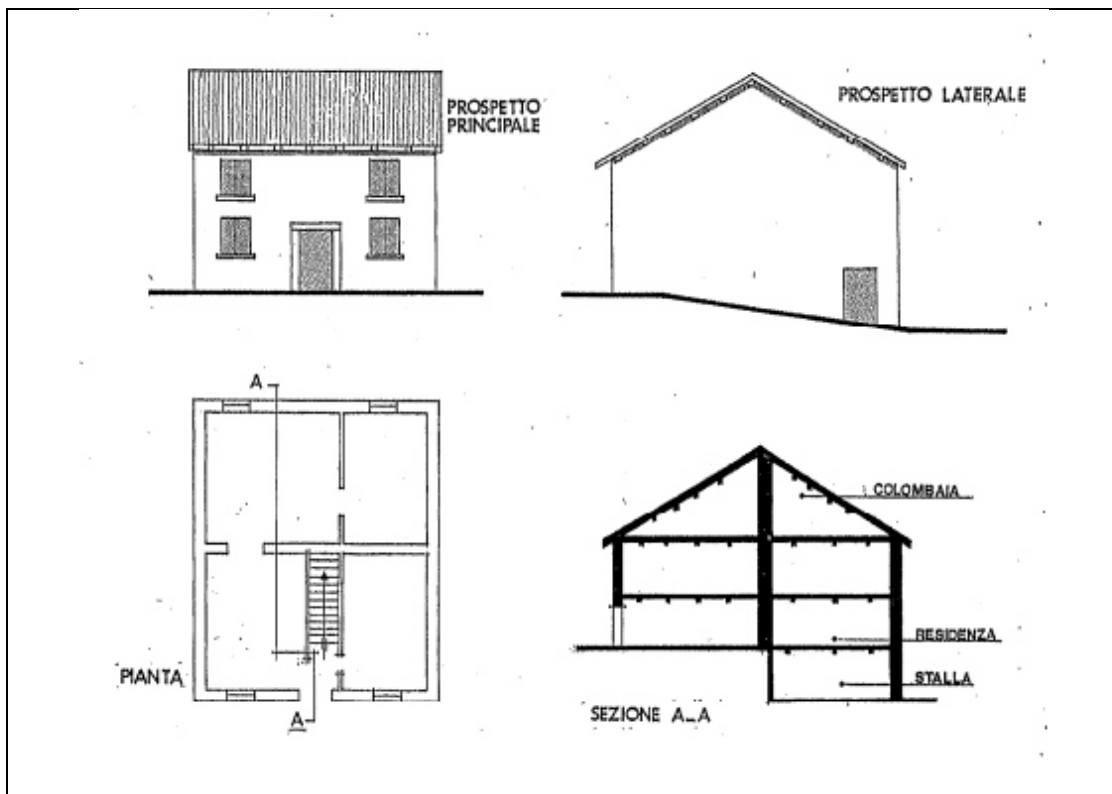 PROSPETTO
PRINCIPALE
PROSPETTO LATERALE
A
PIANTA
A
COLOMBAIA
RESIDENZA
STALLA
SEZIONE A_A